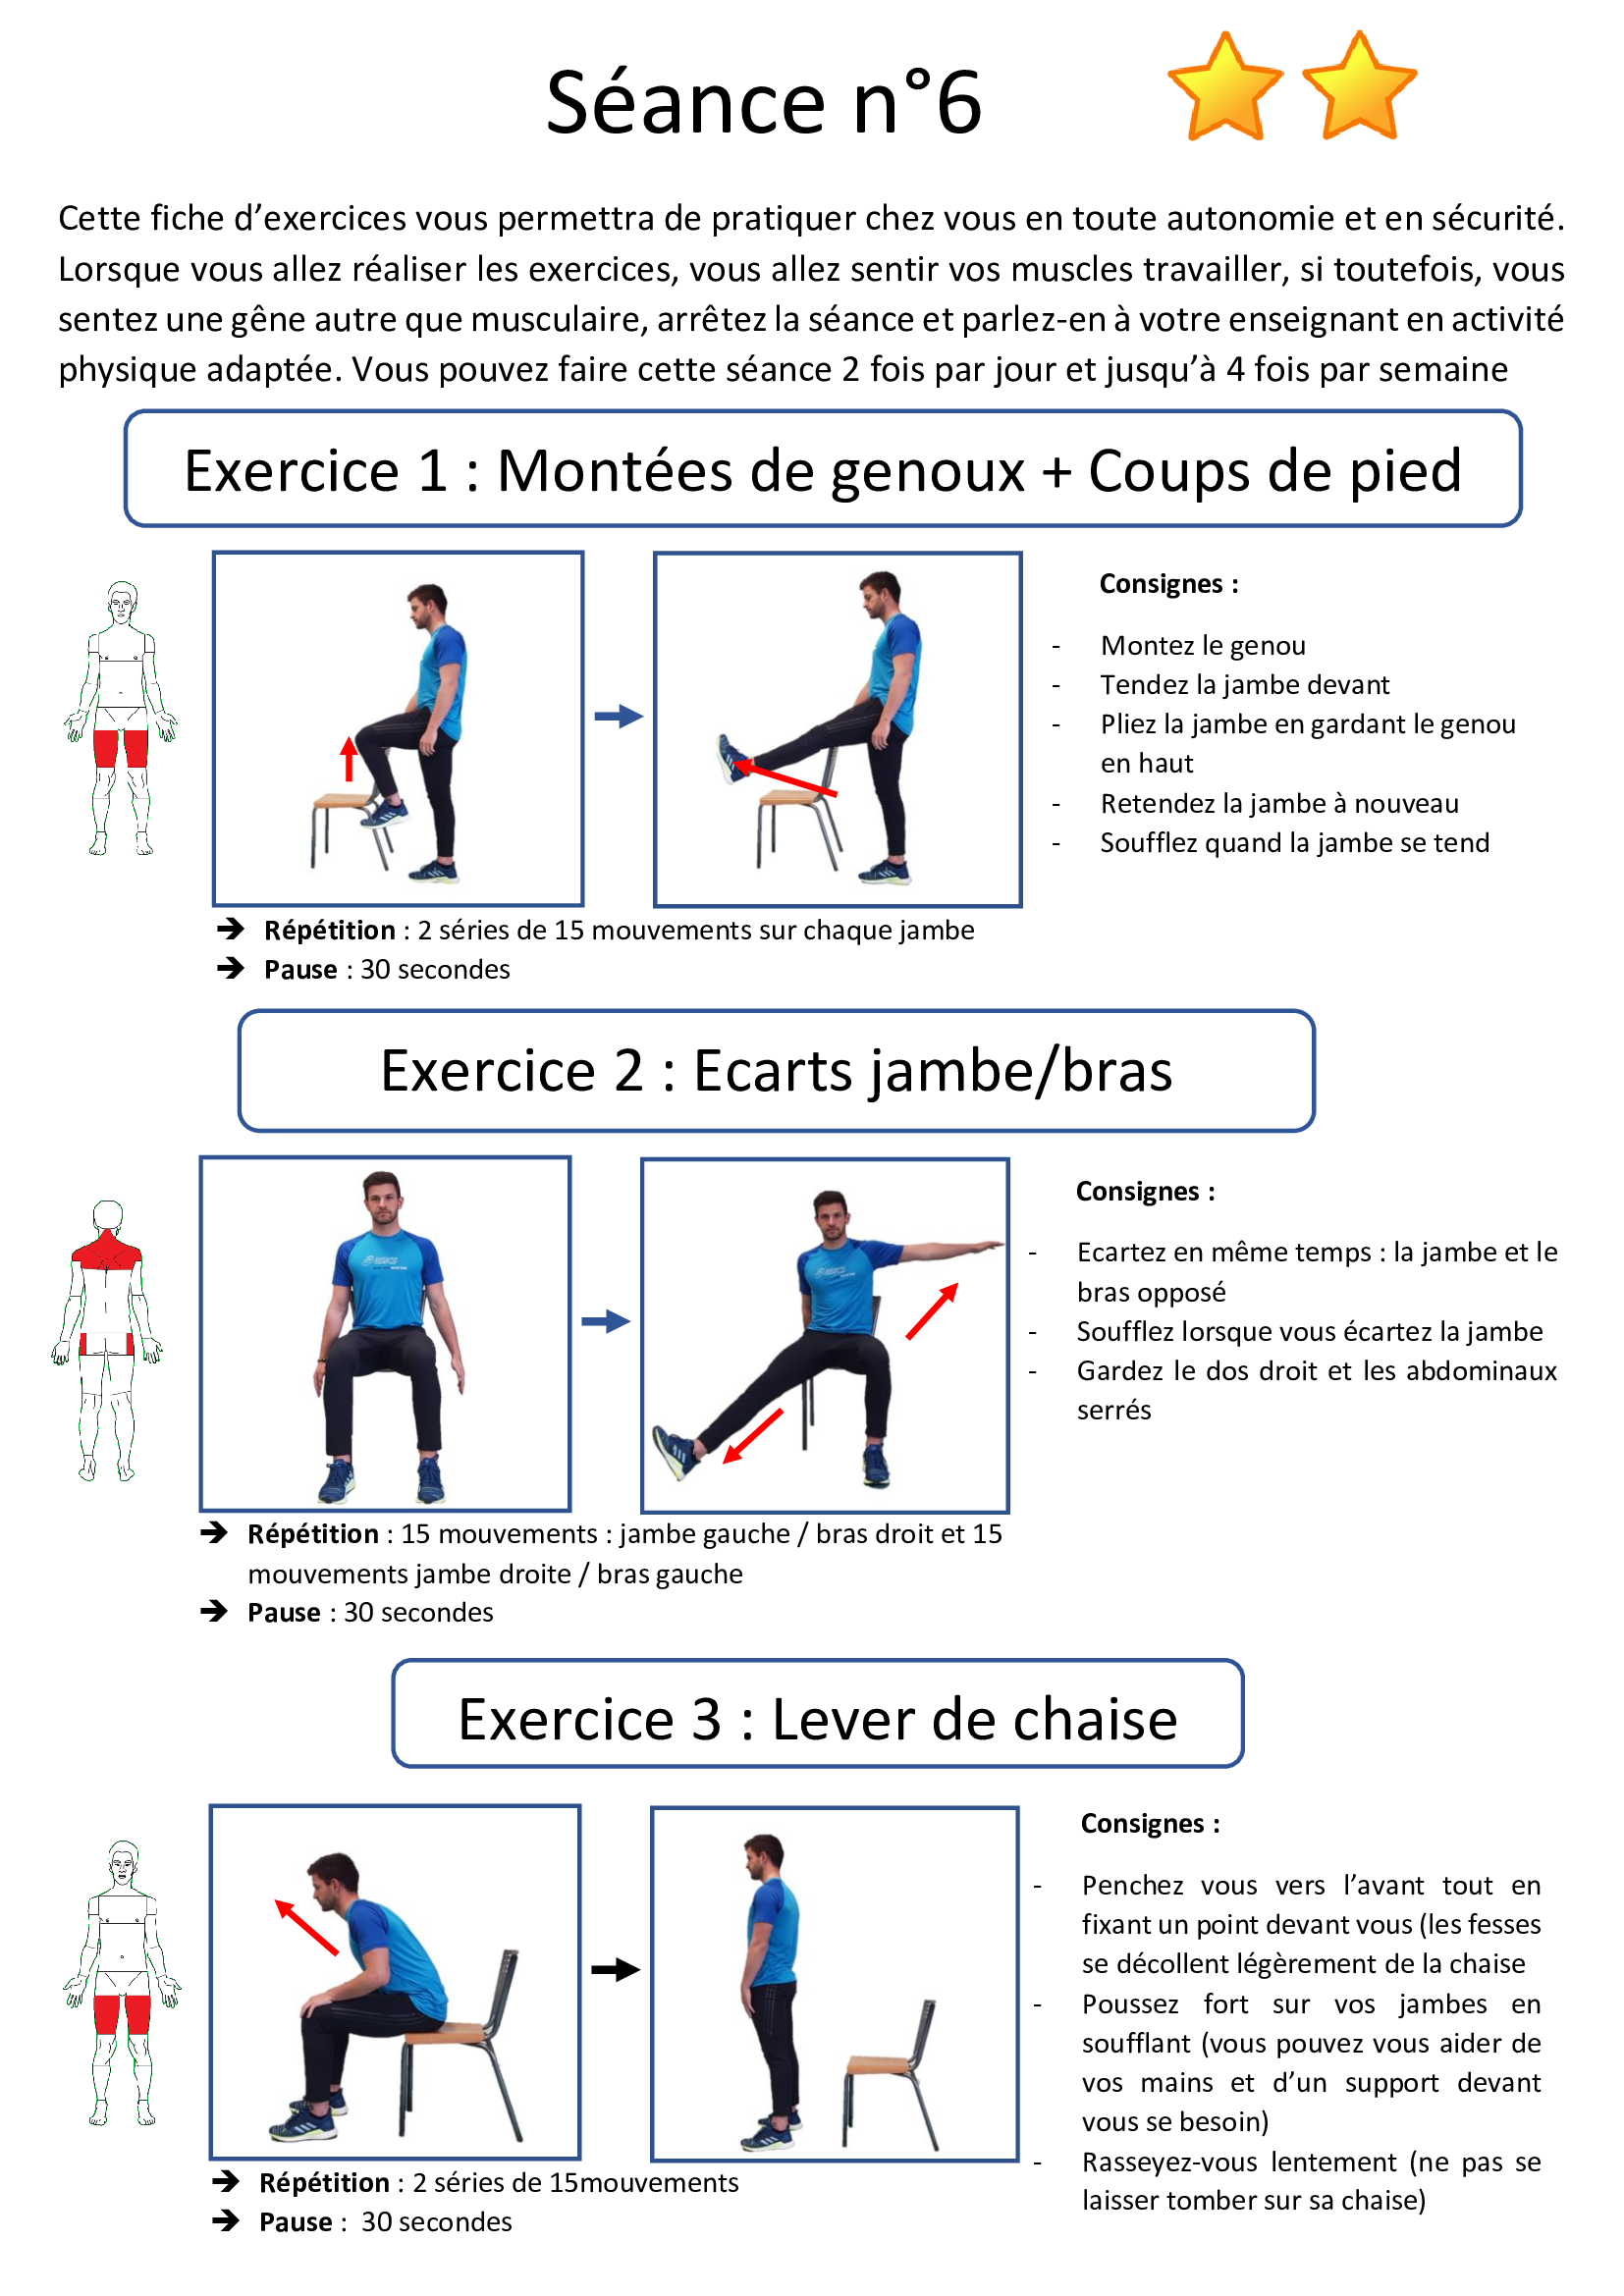 Séance n°6
Cette fiche d’exercices vous permettra de pratiquer chez vous en toute autonomie et en sécurité.
Lorsque vous allez réaliser les exercices, vous allez sentir vos muscles travailler, si toutefois, vous
sentez une gêne autre que musculaire, arrêtez la séance et parlez-en à votre enseignant en activité
physique adaptée. Vous pouvez faire cette séance 2 fois par jour et jusqu’à 4 fois par semaine
Exercice 1 : Montées de genoux + Coups de pied
Consignes :
- Montez le genou
- Tendez la jambe devant
- Pliez la jambe en gardant le genou
en haut
- Retendez la jambe à nouveau
- Soufflez quand la jambe se tend
➔ Répétition : 2 séries de 15 mouvements sur chaque jambe
➔ Pause : 30 secondes
Exercice 2 : Ecarts jambe/bras
Consignes :
- Ecartez en même temps : la jambe et le
bras opposé
- Soufflez lorsque vous écartez la jambe
- Gardez le dos droit et les abdominaux
serrés
➔ Répétition : 15 mouvements : jambe gauche / bras droit et 15
mouvements jambe droite / bras gauche
➔ Pause : 30 secondes
Exercice 3 : Lever de chaise
Consignes :
- Penchez vous vers l’avant tout en
fixant un point devant vous (les fesses
se décollent légèrement de la chaise
- Poussez fort sur vos jambes en
soufflant (vous pouvez vous aider de
vos mains et d’un support devant
vous se besoin)
- Rasseyez-vous lentement (ne pas se
laisser tomber sur sa chaise)
➔ Répétition : 2 séries de 15mouvements
➔ Pause : 30 secondes